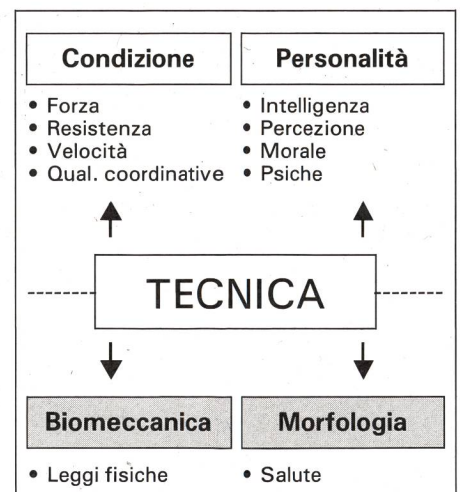 Condizione
Personalità
• Forza
• Resistenza
• Velocità
• Qual. coordinative
• Intelligenza
• Percezione
• Morale
• Psiche
TECNICA
Biomeccanica
Morfologia
• Leggi fisiche
• Salute